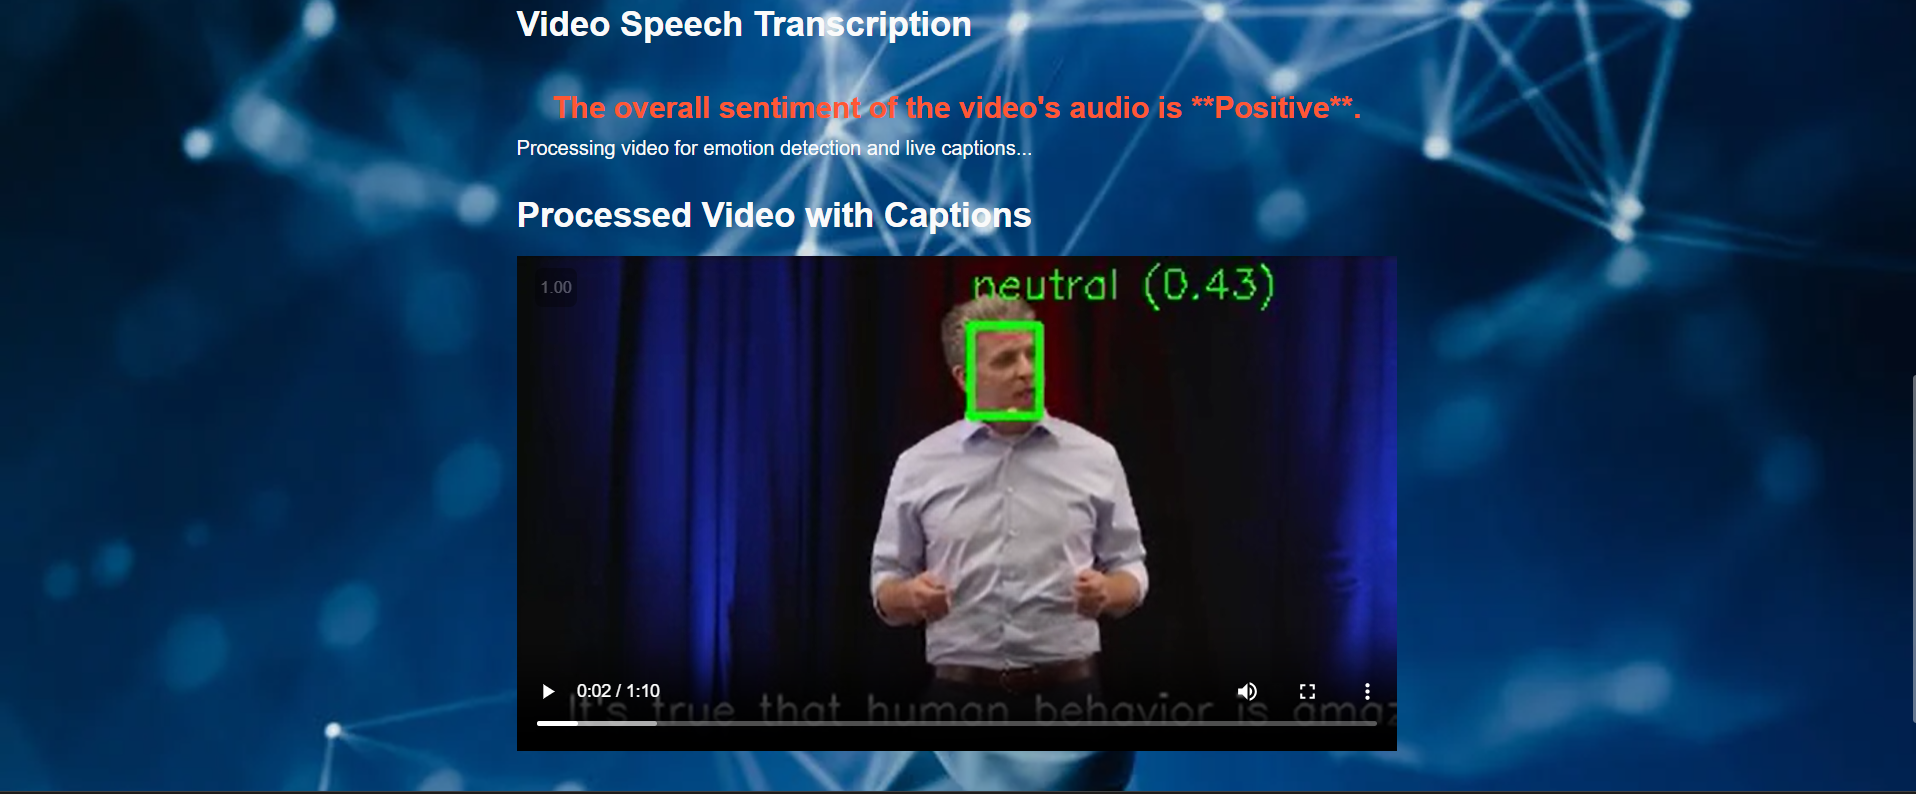 Video Speech Transcription
The overall sentiment of the video's audio is **Positive**.
Processing video for emotion detection and live captions...
Processed Video with Captions
1.00
neutral (0.43)
0:02 / 1:10
It's true that human behavior is